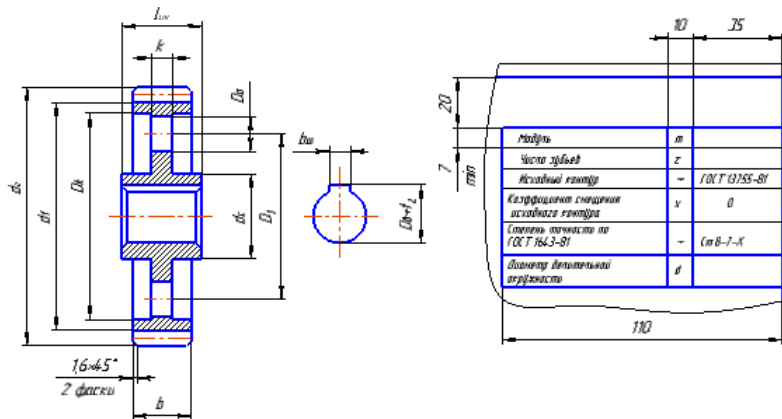 lст
k
Dо
dа
df
Dк
dс
D1
1,6×45°
2 фаски
b
bш
Dв+t2
10
35
20
7
min
Модуль m
Число зубьев z
Исходный контур – ГОСТ 13755-81
Коэффициент смещения исходного контура x 0
Степень точности по
ГОСТ 1643-81 – Ст 8-7-
Диаметр делительной
окружности d
110